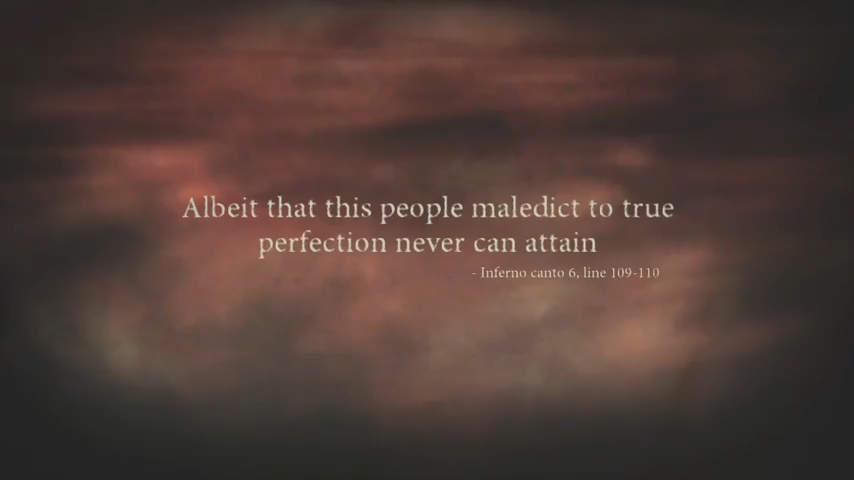 Albeit that this people maledict to true
perfection never can attain
- Inferno canto 6, line 109-110